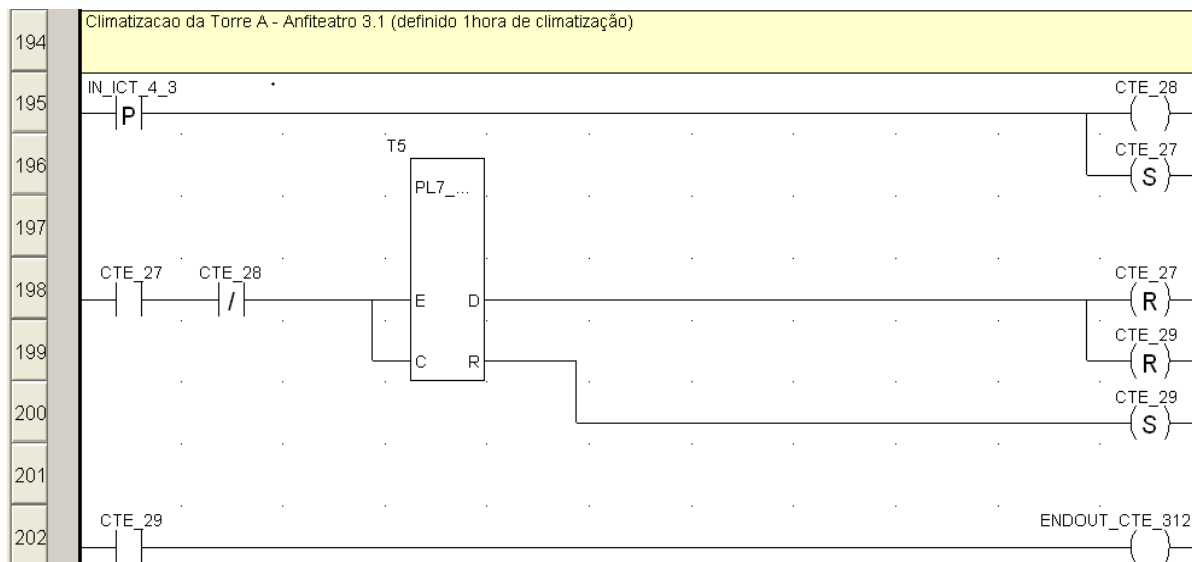 194
Climatizacao da Torre A - Anfiteatro 3.1 (definido 1hora de climatização)
195
IN_ICT_4_3
P
CTE_28
196
T5
PL7_...
CTE_27
S
197
198
CTE_27
CTE_28
/
E
D
CTE_27
R
199
C
R
CTE_29
R
200
CTE_29
S
201
202
CTE_29
ENDOUT_CTE_312